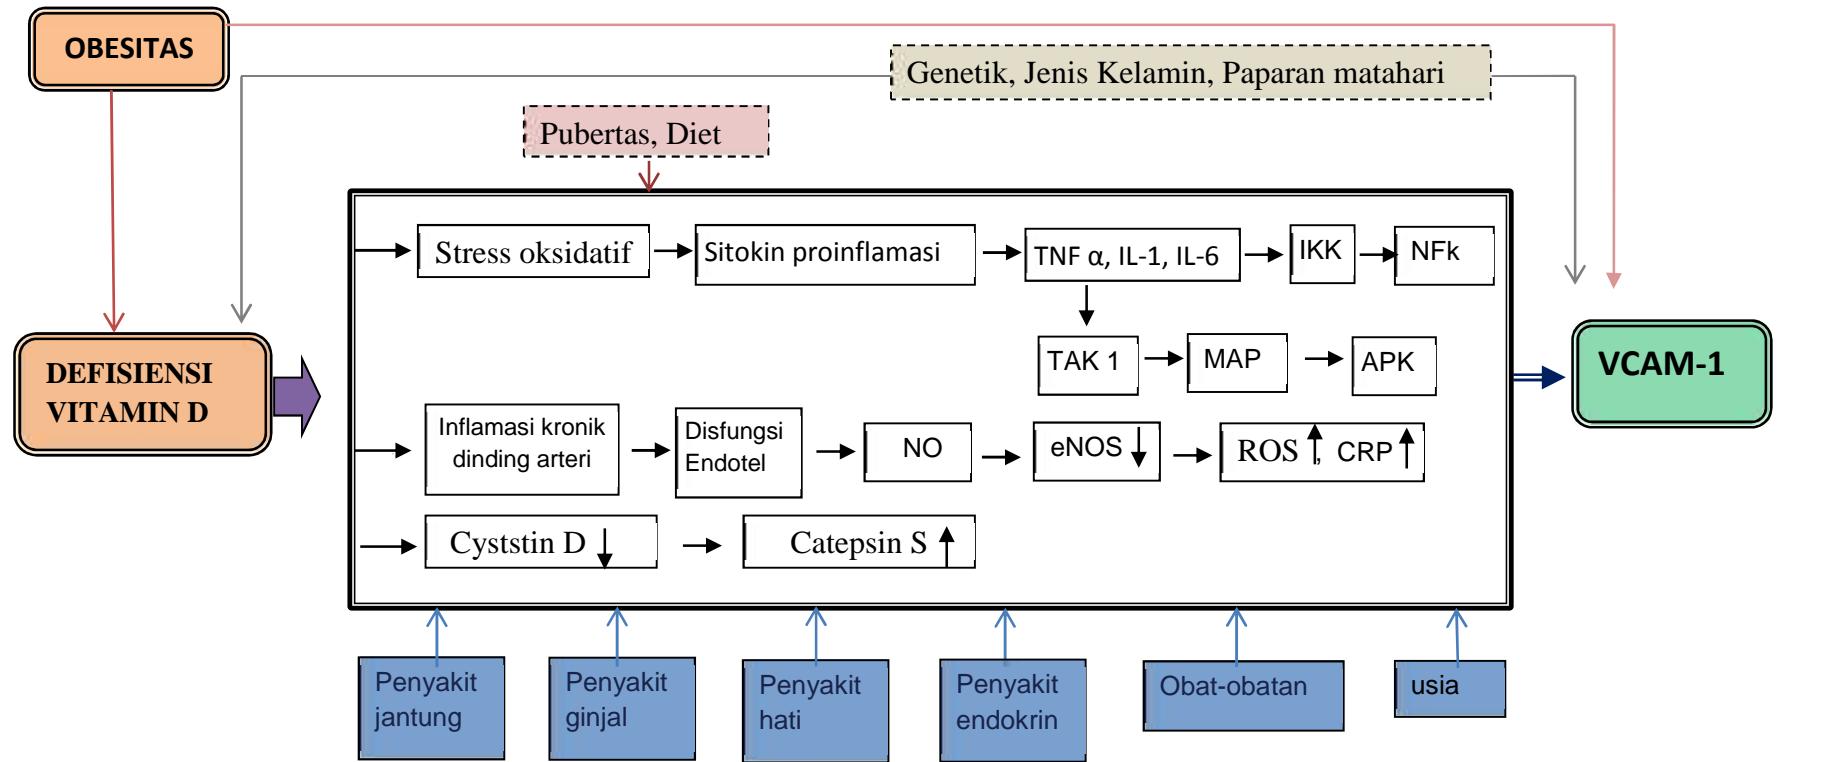 OBESITAS
Genetik, Jenis Kelamin, Paparan matahari
Pubertas, Diet
Stress oksidatif
Sitokin proinflamasi
TNF α, IL-1, IL-6
IKK
NFk
TAK 1
MAP
APK
DEFISIENSI
VITAMIN D
VCAM-1
Inflamasi kronik
dinding arteri
Disfungsi
Endotel
NO
eNOS ↓
ROS ↑, CRP ↑
Cyststin D ↓
Catepsin S ↑
Penyakit
jantung
Penyakit
ginjal
Penyakit
hati
Penyakit
endokrin
Obat-obatan
usia